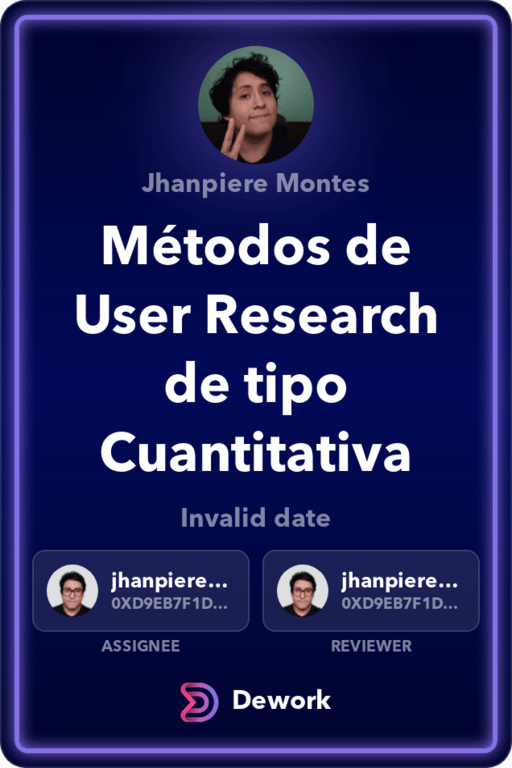 Jhanpiere Montes
Métodos de
User Research
de tipo
Cuantitativa
Invalid date
jhanpiere...
0XD9EB7F1D...
ASSIGNEE
jhanpiere...
0XD9EB7F1D...
REVIEWER
Dework